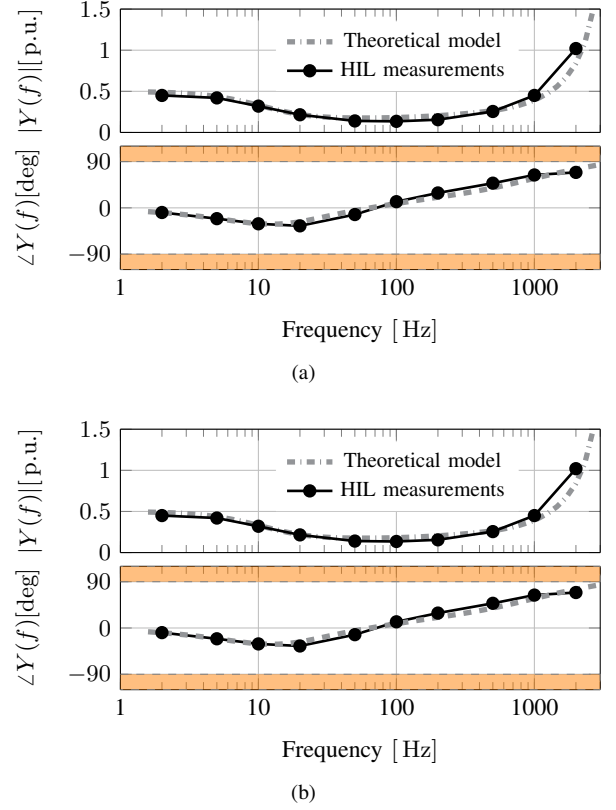 1.5
1
0.5
0
|Y(f)|[p.u.]
Theoretical model
HIL measurements
90
0
−90
∠Y(f)[deg]
1 10 100 1000
Frequency [Hz]
(a)
1.5
1
0.5
0
|Y(f)|[p.u.]
Theoretical model
HIL measurements
90
0
−90
∠Y(f)[deg]
1 10 100 1000
Frequency [Hz]
(b)